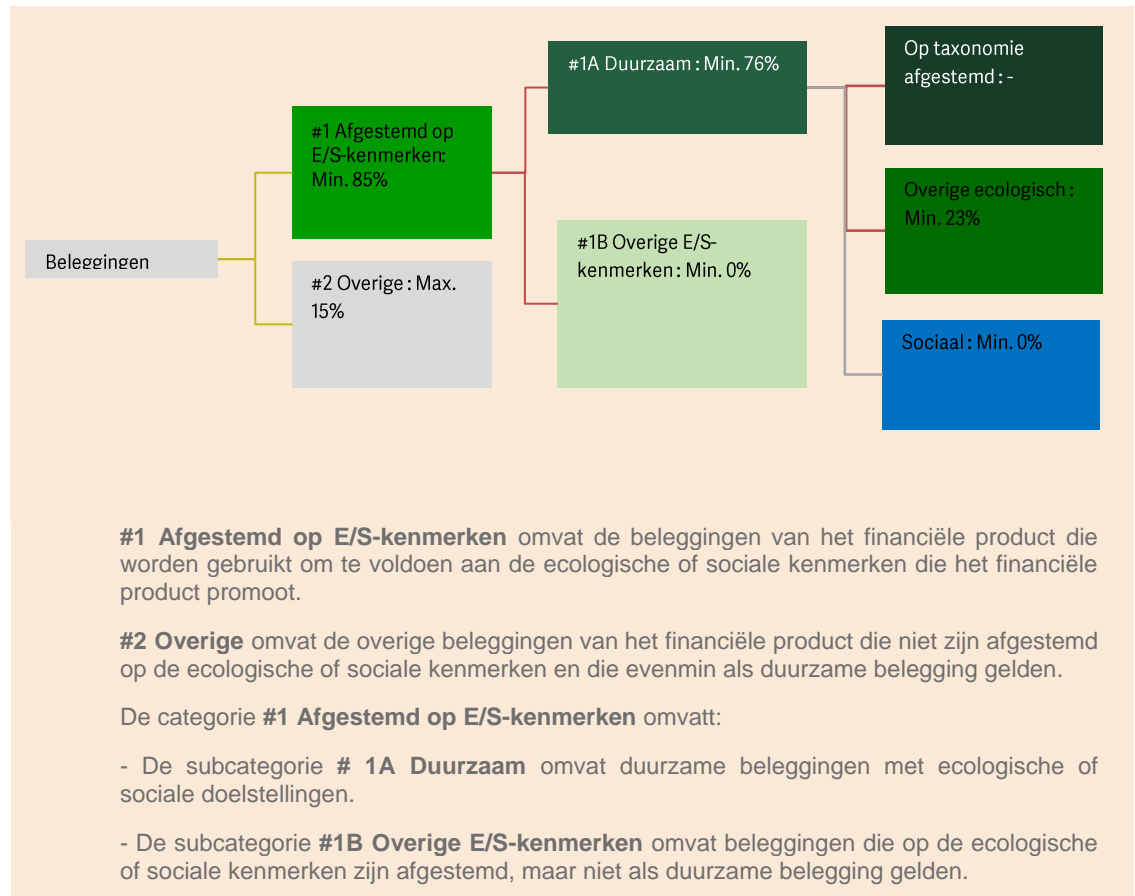 #1A Duurzaam : Min. 76%
Op taxonomie
afgestemd : -
#1 Afgestemd op
E/S-kenmerken:
Min. 85%
Overige ecologisch :
Min. 23%
#1B Overige E/S-
kenmerken : Min. 0%
Beleggingen
#2 Overige : Max.
15%
Sociaal : Min. 0%
#1 Afgestemd op E/S-kenmerken omvat de beleggingen van het financiële product die
worden gebruikt om te voldoen aan de ecologische of sociale kenmerken die het financiële
product promoot.
#2 Overige omvat de overige beleggingen van het financiële product die niet zijn afgestemd
op de ecologische of sociale kenmerken en die evenmin als duurzame belegging gelden.
De categorie #1 Afgestemd op E/S-kenmerken omvatt:
- De subcategorie # 1A Duurzaam omvat duurzame beleggingen met ecologische of
sociale doelstellingen.
- De subcategorie #1B Overige E/S-kenmerken omvat beleggingen die op de ecologische
of sociale kenmerken zijn afgestemd, maar niet als duurzame belegging gelden.